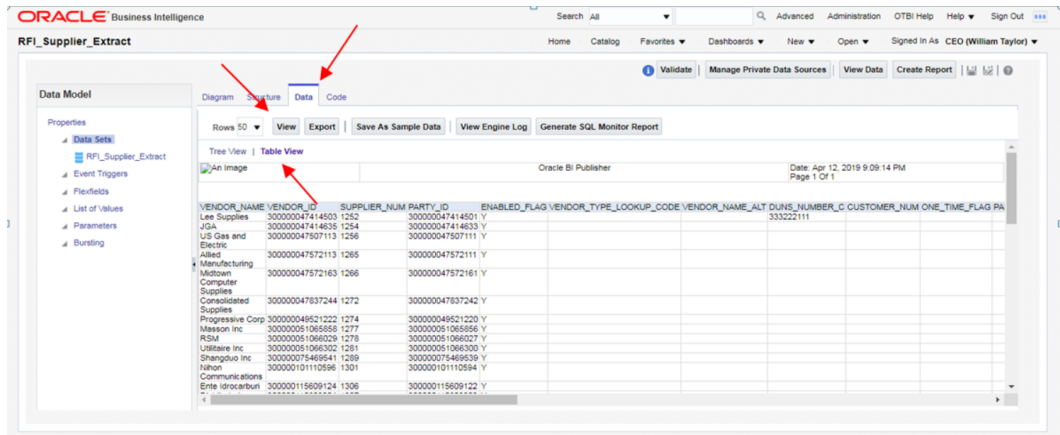 ORACLE Business Intelligence Search All Advanced Administration OTBI Help Help Sign Out
RFI_Supplier_Extract Home Catalog Favorites Dashboards New Open Signed In As CEO (William Taylor)
Validate Manage Private Data Sources View Data Create Report
Data Model
Properties
Data Sets
RFI_Supplier_Extract
Event Triggers
Flexfields
List of Values
Parameters
Bursting
Diagram Structure Data Code
Rows 50 View Export Save As Sample Data View Engine Log Generate SQL Monitor Report
Tree View | Table View
An Image Oracle BI Publisher Date: Apr 12, 2019 9:09:14 PM
Page 1 Of 1
VENDOR_NAME VENDOR_ID SUPPLIER_NUM PARTY_ID ENABLED_FLAG VENDOR_TYPE_LOOKUP_CODE VENDOR_NAME_ALT DUNS_NUMBER_C CUSTOMER_NUM ONE_TIME_FLAG PA
Lee Supplies 300000047414503 1252 300000047414501 Y 333222111
JGA 300000047414635 1254 300000047414633 Y
US Gas and 300000047507113 1256 300000047507111 Y
Electric
Allied 300000047572113 1265 300000047572111 Y
Manufacturing
Midtown 300000047572163 1266 300000047572161 Y
Computer
Supplies
Consolidated 300000047837244 1272 300000047837242 Y
Supplies
Progressive Corp 300000049521222 1274 300000049521220 Y
Masson Inc 300000051065858 1277 300000051065856 Y
RSM 300000051066029 1278 300000051066027 Y
Utilitaire Inc 300000051066302 1281 300000051066300 Y
Shangduo Inc 300000075469541 1289 300000075469539 Y
Nihon 300000101110596 1301 300000101110594 Y
Communications
Ente Idrocarburi 300000115609124 1306 300000115609122 Y